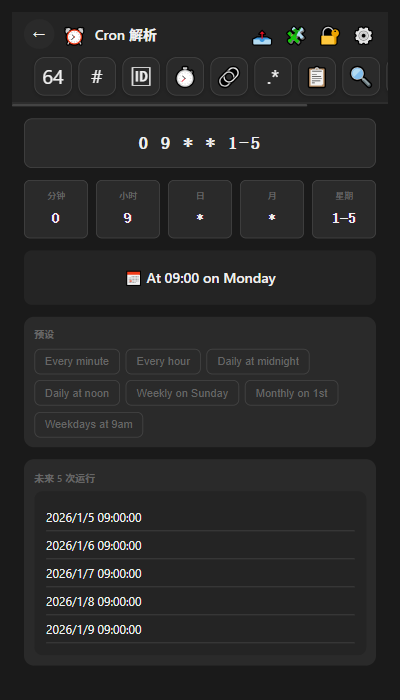 ← ⏰ Cron 解析
64 # ID .*
0 9 * * 1-5
分钟 小时 日 月 星期
0 9 * * 1-5
At 09:00 on Monday
预设
Every minute Every hour Daily at midnight
Daily at noon Weekly on Sunday Monthly on 1st
Weekdays at 9am
未来 5 次运行
2026/1/5 09:00:00
2026/1/6 09:00:00
2026/1/7 09:00:00
2026/1/8 09:00:00
2026/1/9 09:00:00